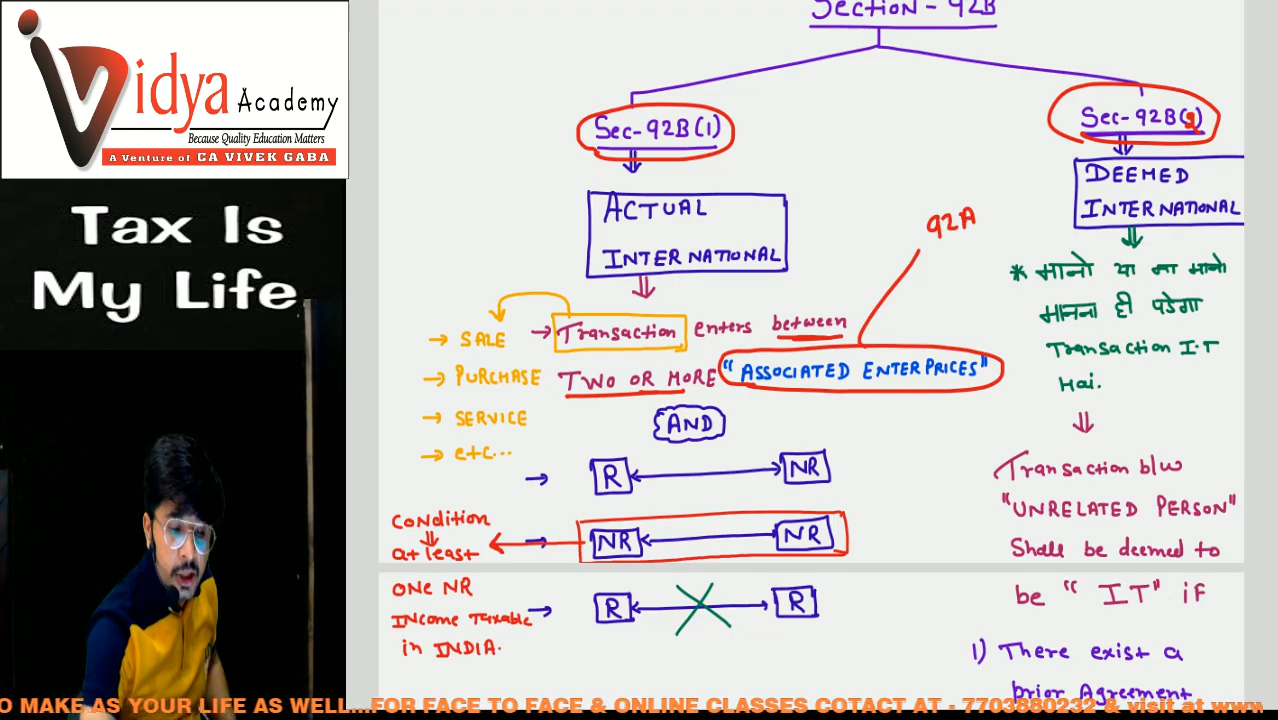 Vidya
Academy
Because Quality Education Matters
A Venture of CA VIVEK GABA
Tax Is
My Life
SECTION - 92B
Sec-92B(1)
ACTUAL
INTERNATIONAL
→ Transaction enters between
TWO OR MORE "ASSOCIATED ENTERPRICES"
92A
→ SALE
→ PURCHASE
→ SERVICE
→ etc...
AND
→ R NR
→ NR NR
→ R R
Condition
at least
ONE NR
Income Taxable
in INDIA.
Sec-92B(2)
DEEMED
INTERNATIONAL
* मानो या ना मानो
मानना ही पडेगा
Transaction I.T
Hai.
Transaction b/w
"UNRELATED PERSON"
Shall be deemed to
be "IT" if
1) There exist a
prior Agreement
O MAKE AS YOUR LIFE AS WELL...FOR FACE TO FACE & ONLINE CLASSES COTACT AT - 7703880232 & visit at www